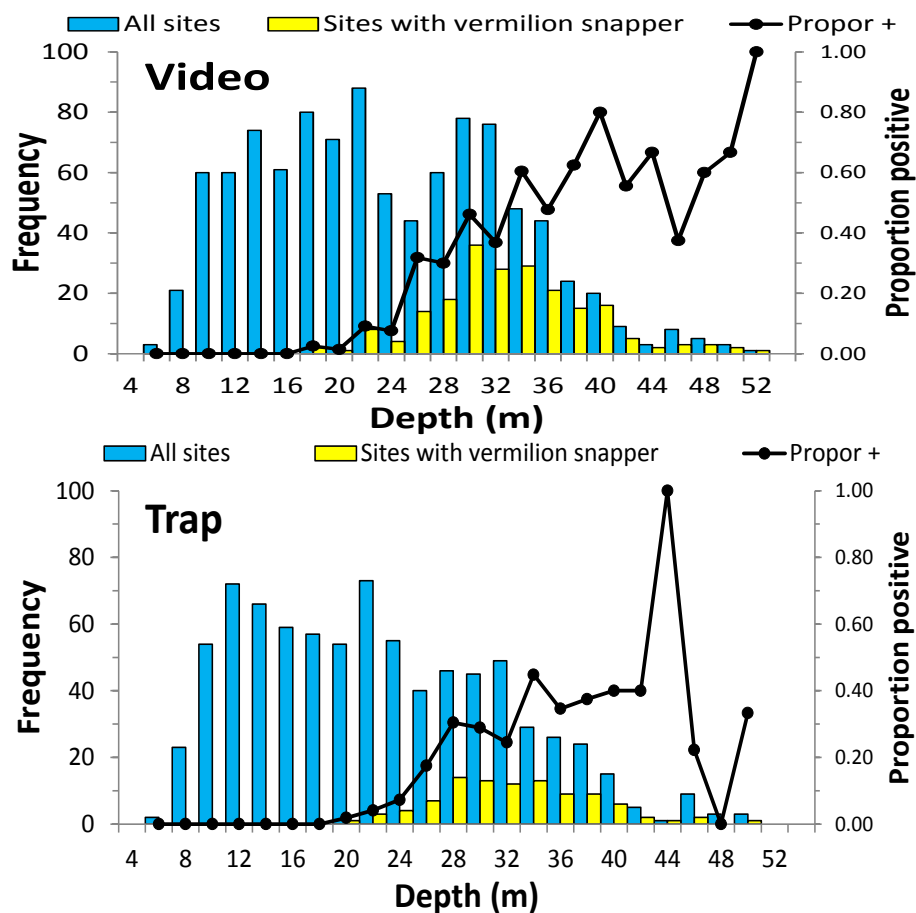 All sites Sites with vermilion snapper Propor +
Video
100
80
60
40
20
0
Frequency
1.00
0.80
0.60
0.40
0.20
0.00
Proportion positive
4 8 12 16 20 24 28 32 36 40 44 48 52
Depth (m)
All sites Sites with vermilion snapper Propor +
Trap
100
80
60
40
20
0
Frequency
1.00
0.80
0.60
0.40
0.20
0.00
Proportion positive
4 8 12 16 20 24 28 32 36 40 44 48 52
Depth (m)